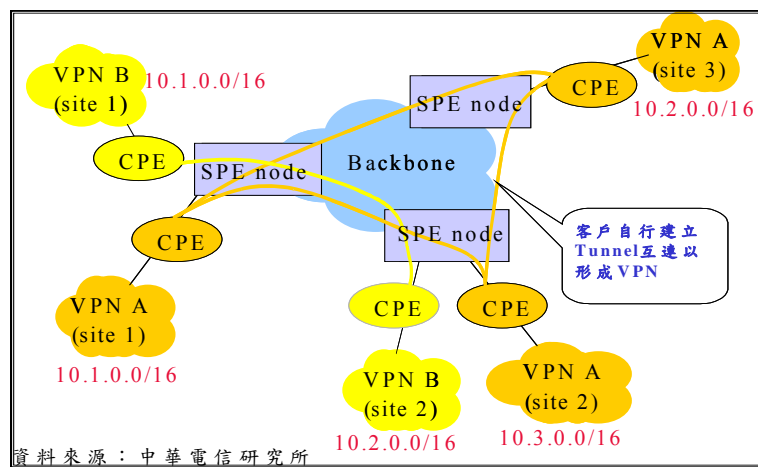 VPN B
(site 1)
10.1.0.0/16
CPE
SPE node
CPE
VPN A
(site 1)
10.1.0.0/16
Backbone
SPE node
CPE
VPN A
(site 3)
10.2.0.0/16
SPE node
客戶自行建立
Tunnel互連以
形成VPN
CPE
VPN B
(site 2)
10.2.0.0/16
CPE
VPN A
(site 2)
10.3.0.0/16
資料來源：中華電信研究所